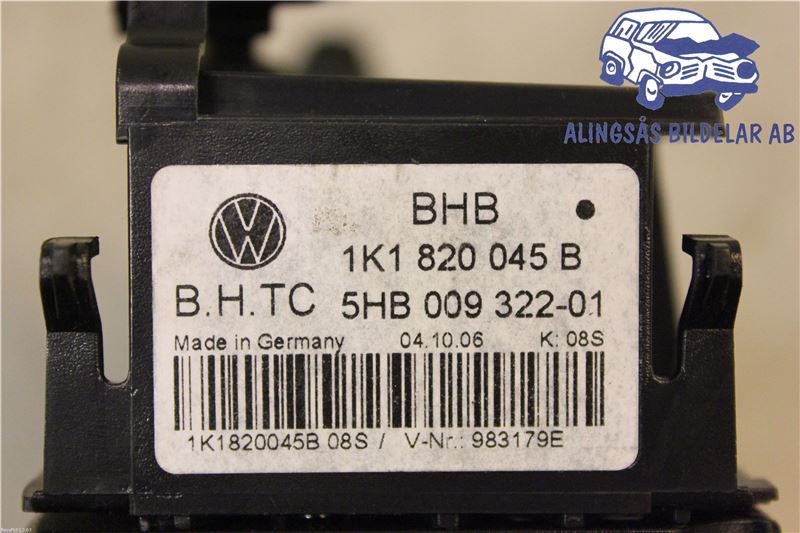 ALINGSÅS BILDELAR AB
BHB
1K1 820 045 B
B.H.TC 5HB 009 322-01
Made in Germany 04.10.06 K: 08S
1K1820045B 08S / V-Nr.: 983179E